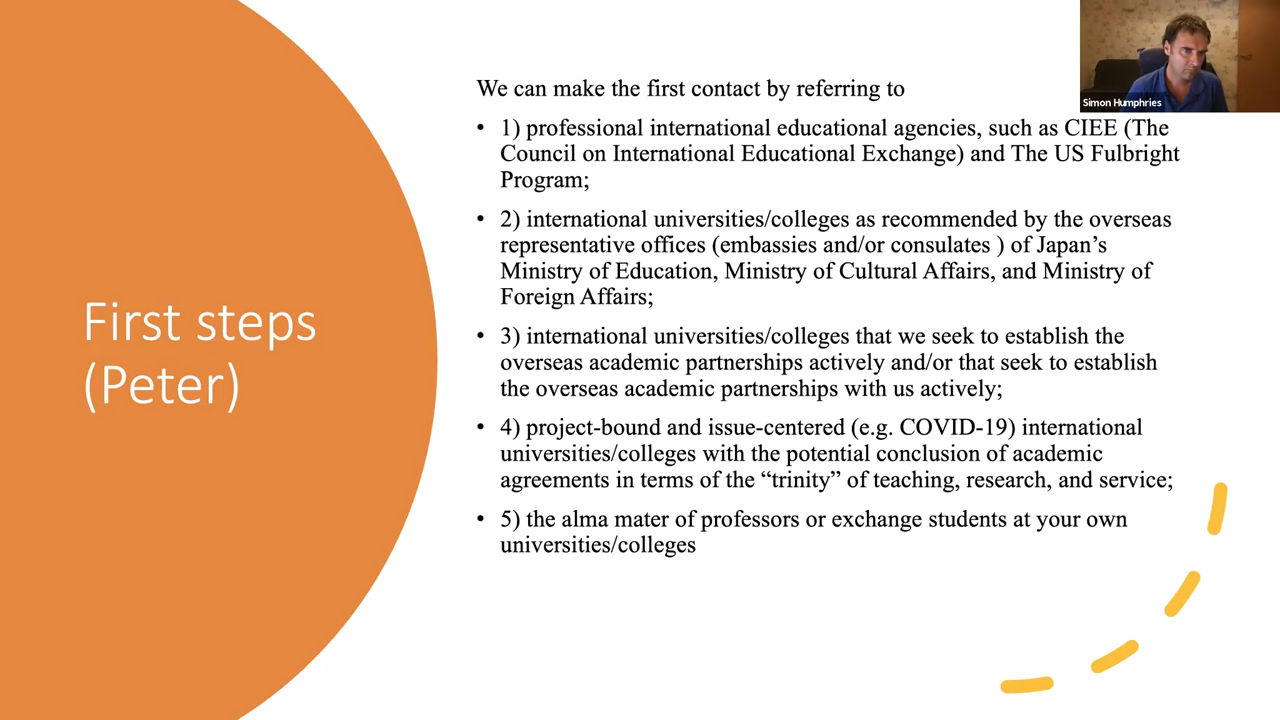 First steps
(Peter)
We can make the first contact by referring to
• 1) professional international educational agencies, such as CIEE (The
Council on International Educational Exchange) and The US Fulbright
Program;
• 2) international universities/colleges as recommended by the overseas
representative offices (embassies and/or consulates ) of Japan’s
Ministry of Education, Ministry of Cultural Affairs, and Ministry of
Foreign Affairs;
• 3) international universities/colleges that we seek to establish the
overseas academic partnerships actively and/or that seek to establish
the overseas academic partnerships with us actively;
• 4) project-bound and issue-centered (e.g. COVID-19) international
universities/colleges with the potential conclusion of academic
agreements in terms of the “trinity” of teaching, research, and service;
• 5) the alma mater of professors or exchange students at your own
universities/colleges
Simon Humphries